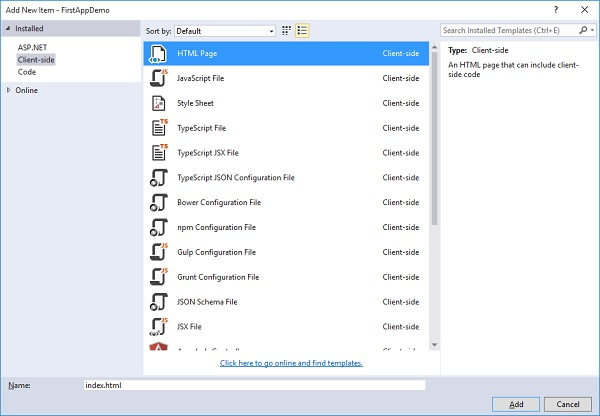 Add New Item - FirstAppDemo
? ×
Installed
ASP.NET
Client-side
Code
Online
Sort by: Default
Search Installed Templates (Ctrl+E)
HTML Page Client-side
JavaScript File Client-side
Style Sheet Client-side
TypeScript File Client-side
TypeScript JSX File Client-side
TypeScript JSON Configuration File Client-side
Bower Configuration File Client-side
npm Configuration File Client-side
Gulp Configuration File Client-side
Grunt Configuration File Client-side
JSON Schema File Client-side
JSX File Client-side
Click here to go online and find templates.
Type: Client-side
An HTML page that can include client-
side code
Name: index.html
Add Cancel